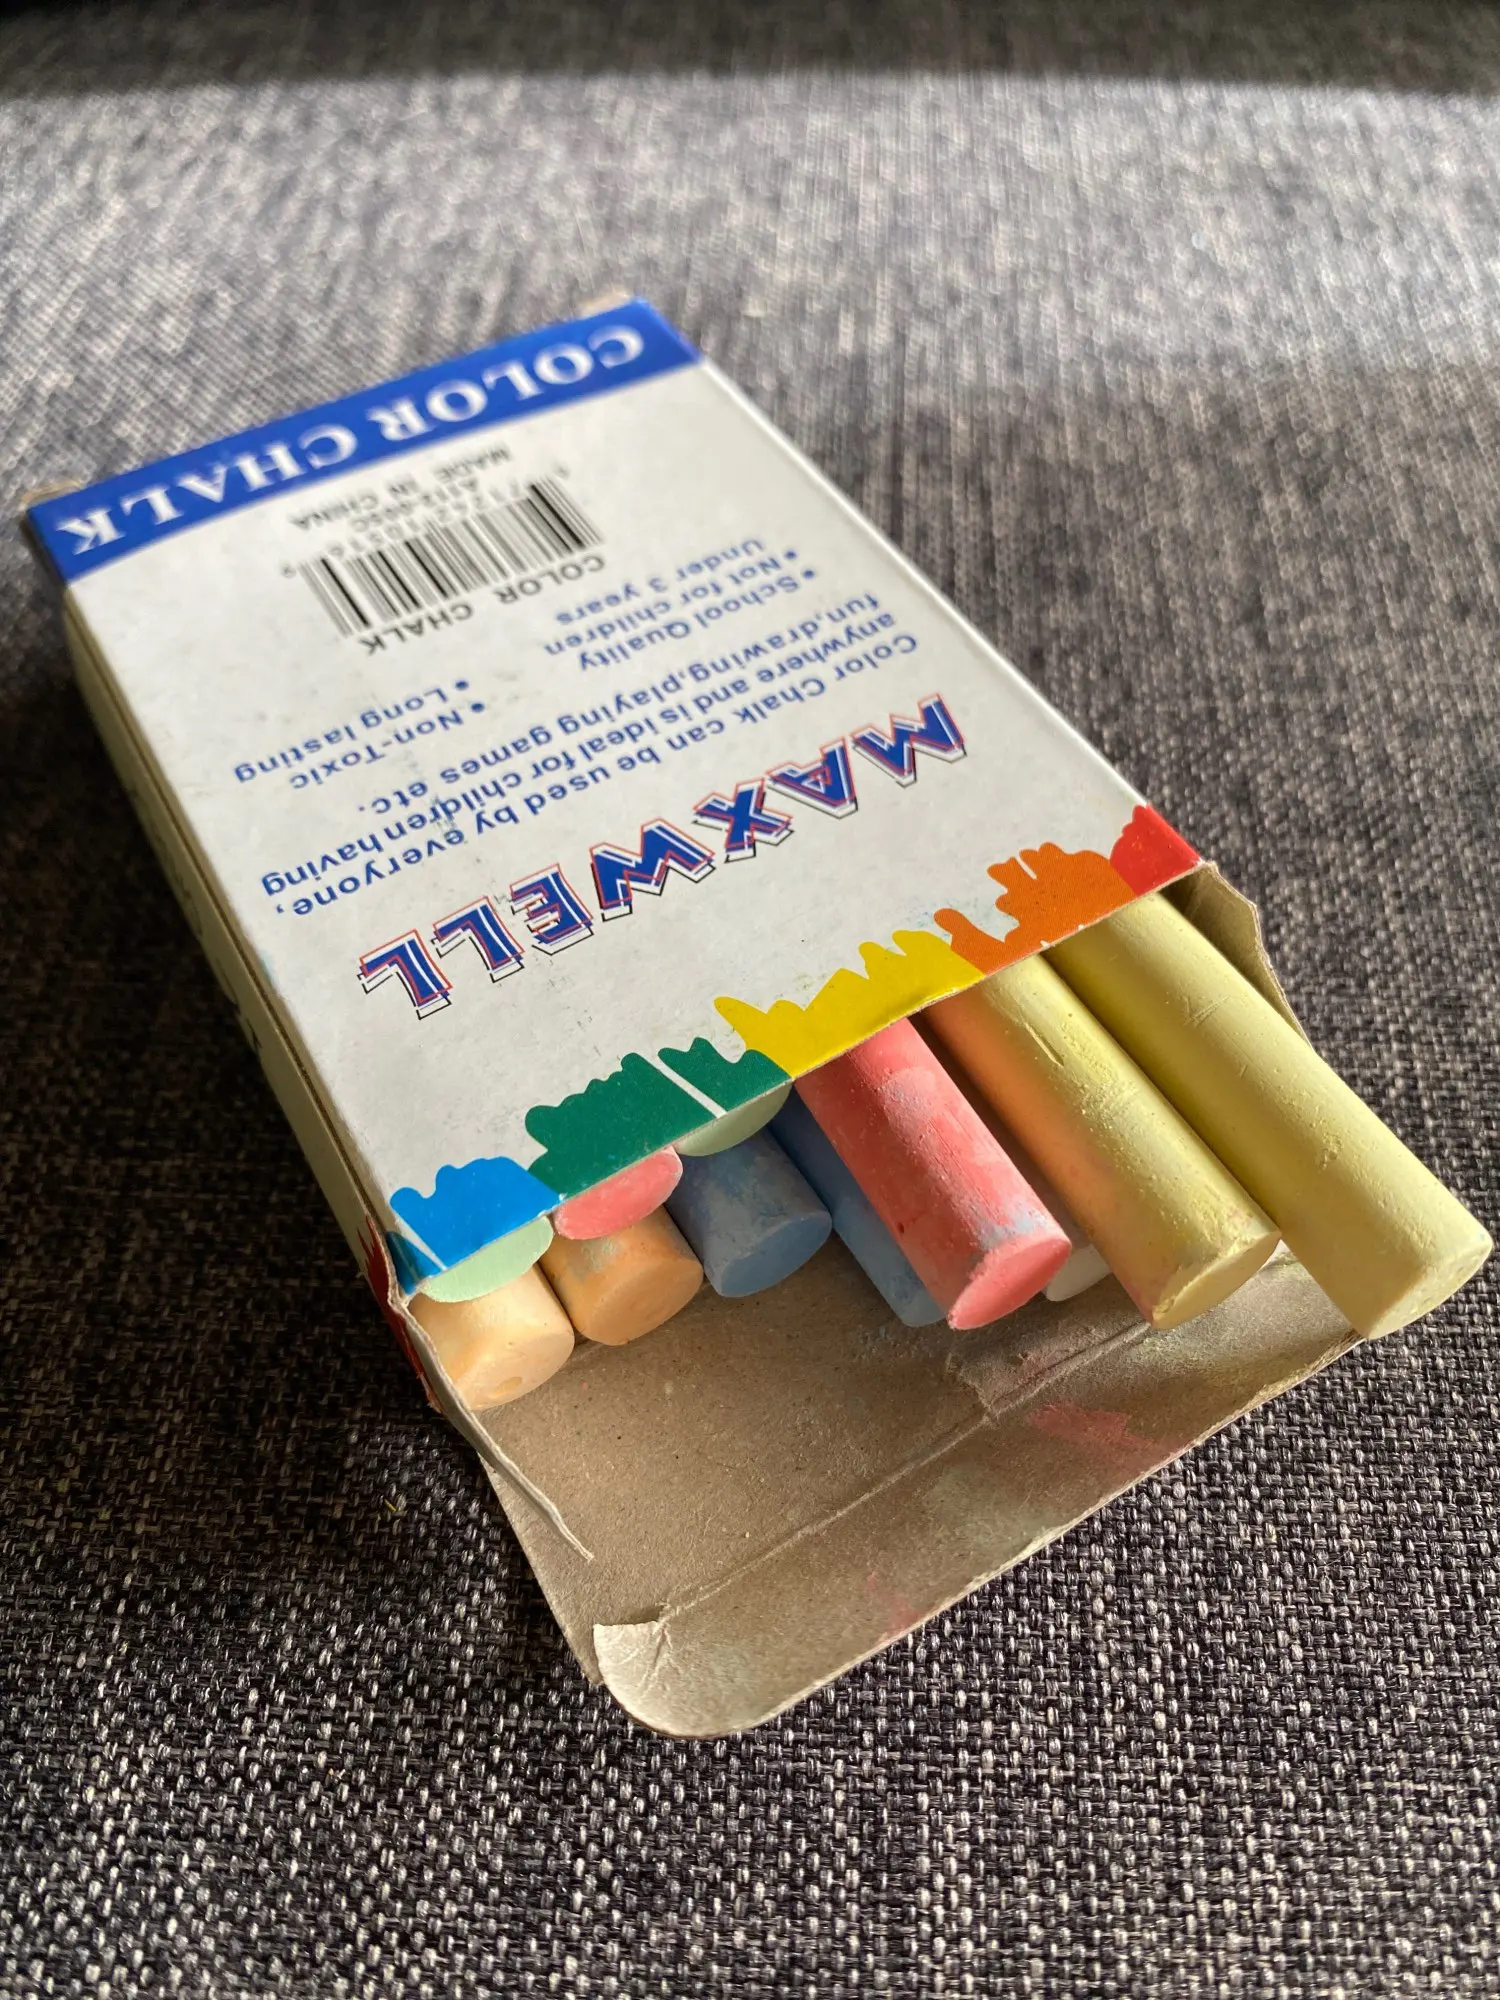 MAXWELL
Color Chalk can be used by everyone,
anywhere and is ideal for children having
fun,drawing,playing games etc.
• School Quality
• Not for children
Under 3 years
• Non-Toxic
• Long lasting
COLOR CHALK
MADE IN CHINA
COLOR CHALK